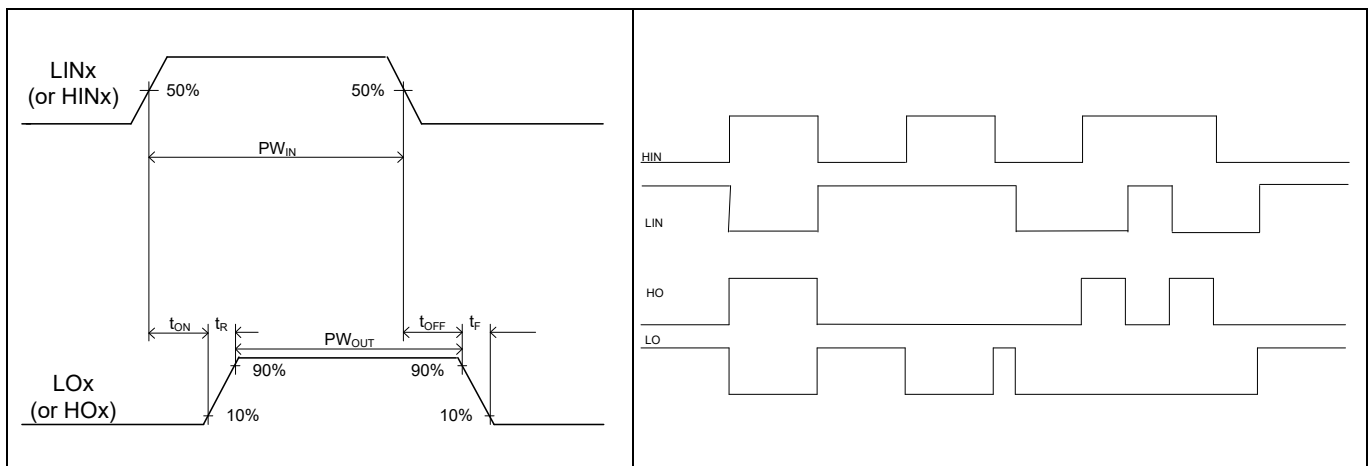 LINx
(or HINx)
50%
50%
PWIN
tON
tR
tOFF
tF
PWOUT
90%
90%
LOx
(or HOx)
10%
10%
HIN
LIN
HO
LO